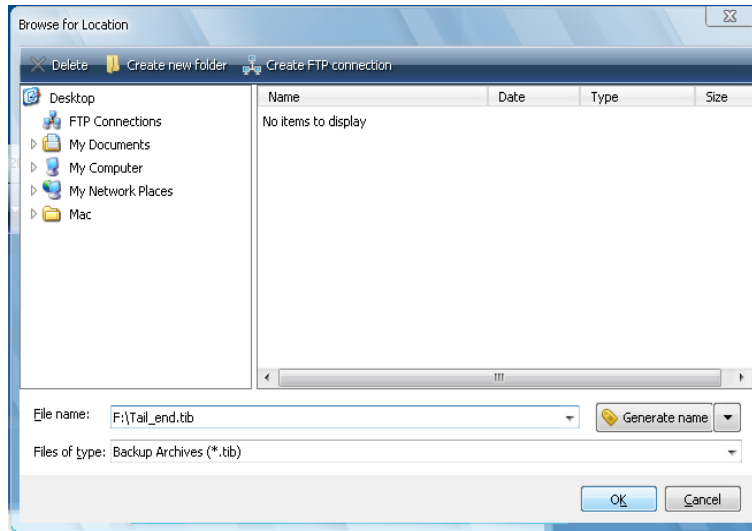 Browse for Location
Delete Create new folder Create FTP connection
Desktop
FTP Connections
My Documents
My Computer
My Network Places
Mac
Name Date Type Size
No items to display
File name: F:\Tail_end.tib Generate name
Files of type: Backup Archives (*.tib)
OK Cancel